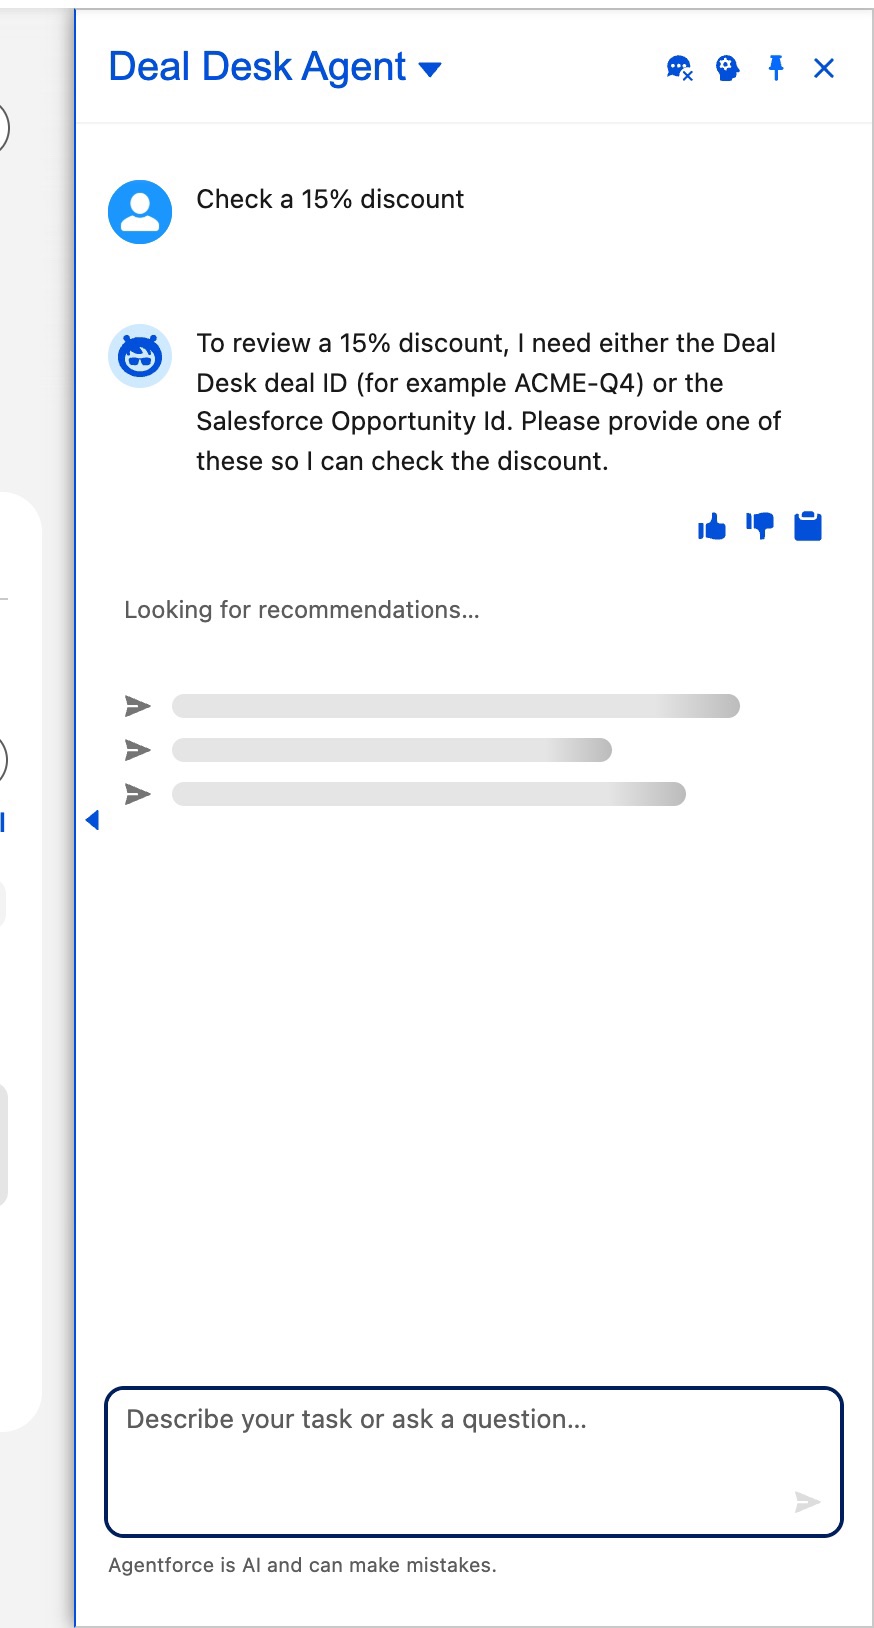 Deal Desk Agent
Check a 15% discount
To review a 15% discount, I need either the Deal
Desk deal ID (for example ACME-Q4) or the
Salesforce Opportunity Id. Please provide one of
these so I can check the discount.
Looking for recommendations...
Describe your task or ask a question...
Agentforce is AI and can make mistakes.